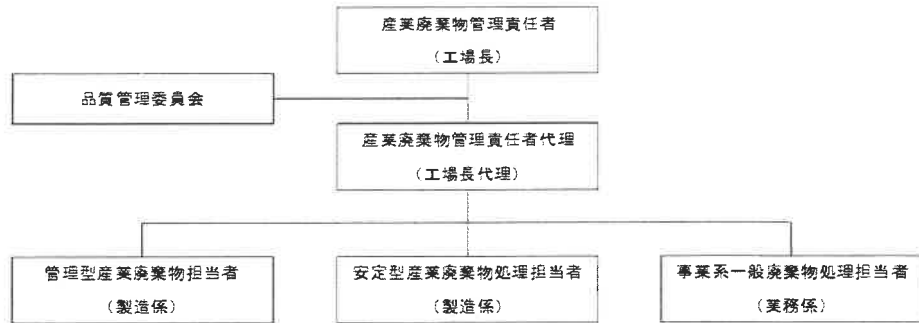 産業廃棄物管理責任者
（工場長）
品質管理委員会
産業廃棄物管理責任者代理
（工場長代理）
管理型産業廃棄物担当者
（製造係）
安定型産業廃棄物処理担当者
（製造係）
事業系一般廃棄物処理担当者
（業務係）